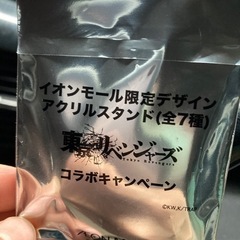 イオンモール限定デザイン
アクリルスタンド(全7種)
東京リベンジャーズ
コラボキャンペーン
©KW,K/TRAP